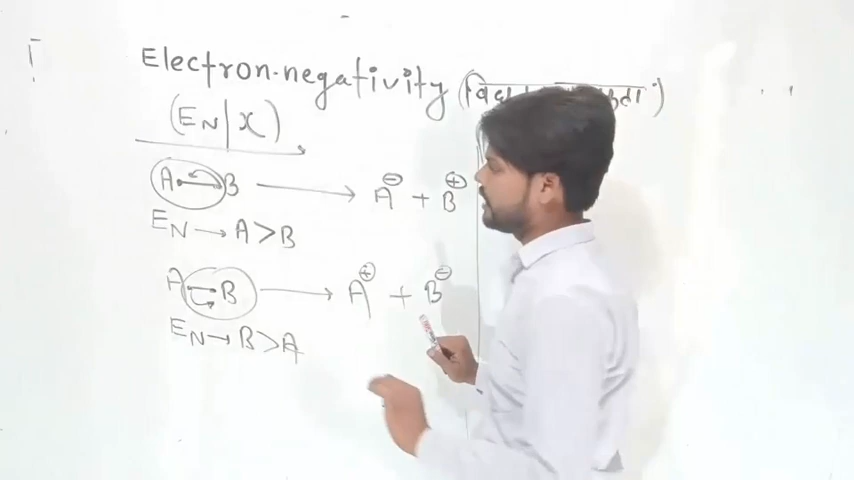 Electron-negativity
(EN|x)
A B → A⊖ + B⊕
EN → A > B
A B → A⊕ + B⊖
EN → B > A